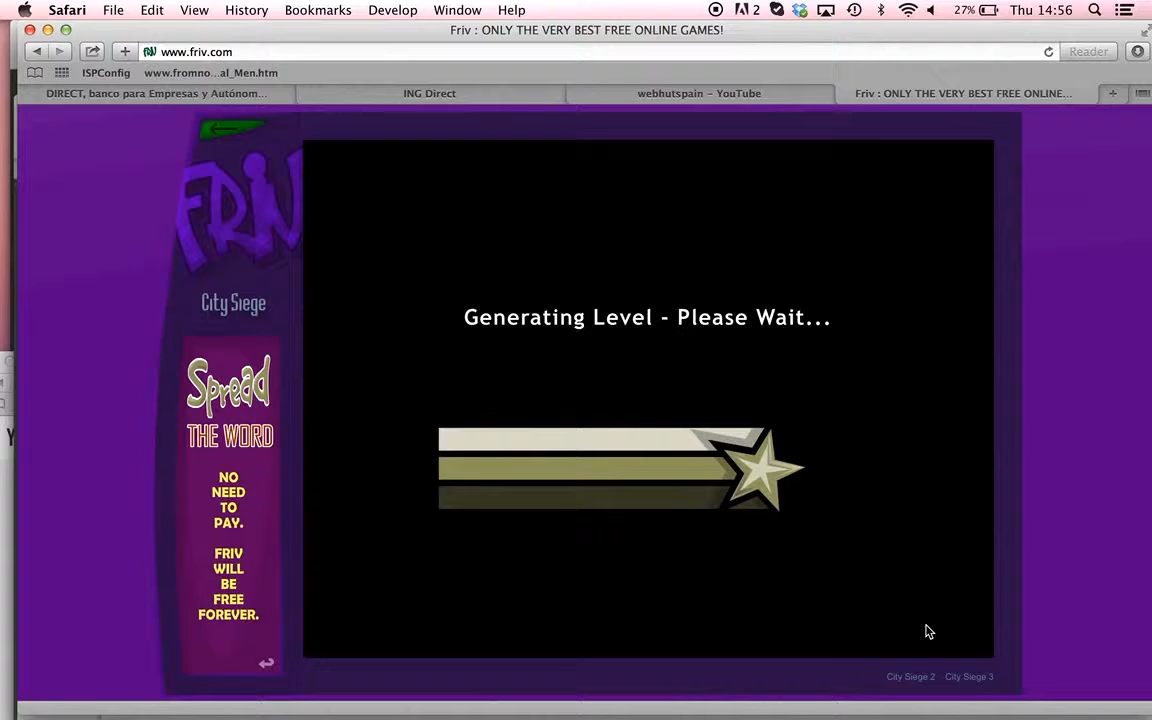 Safari File Edit View History Bookmarks Develop Window Help 2 27% Thu 14:56
Friv : ONLY THE VERY BEST FREE ONLINE GAMES!
www.friv.com Reader
ISPConfig www.fromno...al_Men.htm
DIRECT, banco para Empresas y Autónom... ING Direct webhutspain – YouTube Friv : ONLY THE VERY BEST FREE ONLINE...
FRIV
City Siege
Generating Level - Please Wait...
Spread
THE WORD
NO
NEED
TO
PAY.
FRIV
WILL
BE
FREE
FOREVER.
City Siege 2 City Siege 3